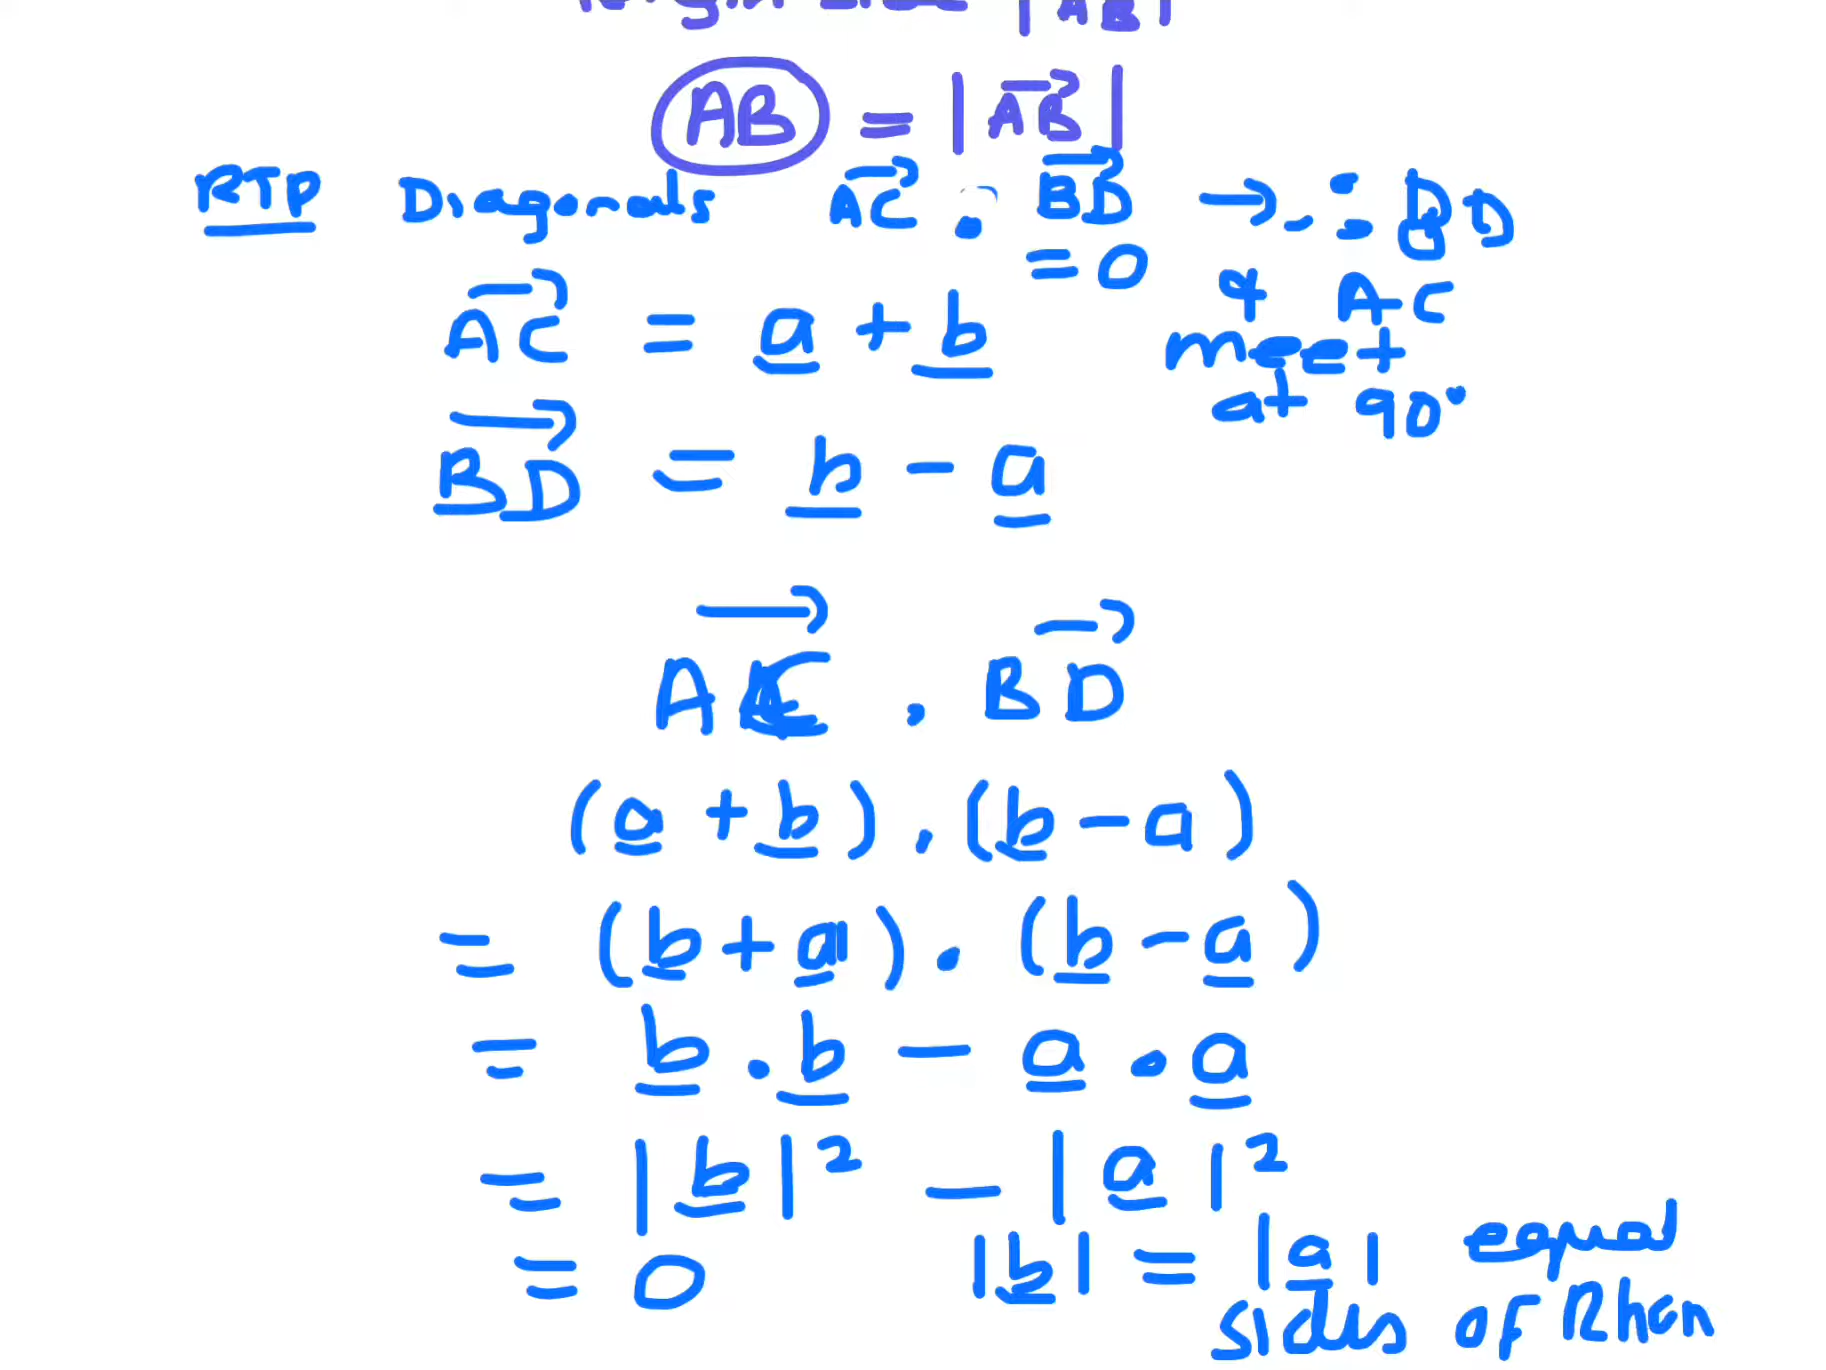 |AB|
AB = |AB|
RTP Diagonals AC . BD → ∴ BD
= 0 & AC
AC = a + b meet
at 90°
BD = b - a
AC . BD
(a + b) . (b - a)
= (b + a) . (b - a)
= b . b - a . a
= |b|² - |a|²
= 0 |b| = |a| equal
sides of Rhom